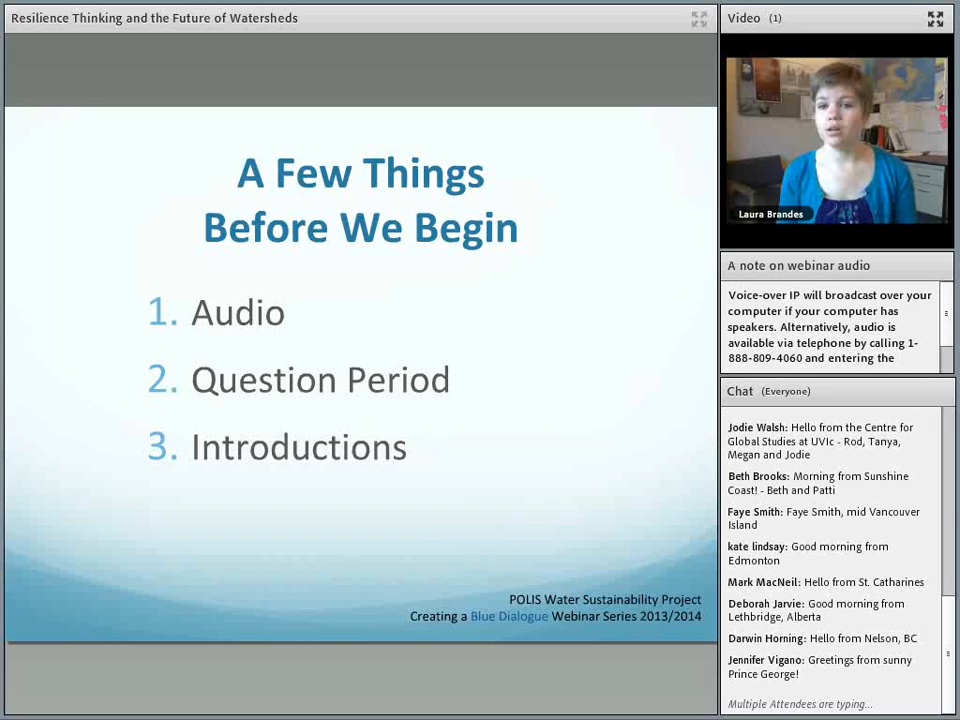 Resilience Thinking and the Future of Watersheds
A Few Things
Before We Begin
1. Audio
2. Question Period
3. Introductions
POLIS Water Sustainability Project
Creating a Blue Dialogue Webinar Series 2013/2014
Video (1)
Laura Brandes
A note on webinar audio
Voice-over IP will broadcast over your
computer if your computer has
speakers. Alternatively, audio is
available via telephone by calling 1-
888-809-4060 and entering the
Chat (Everyone)
Jodie Walsh: Hello from the Centre for
Global Studies at UVIc - Rod, Tanya,
Megan and Jodie
Beth Brooks: Morning from Sunshine
Coast! - Beth and Patti
Faye Smith: Faye Smith, mid Vancouver
Island
kate lindsay: Good morning from
Edmonton
Mark MacNeil: Hello from St. Catharines
Deborah Jarvie: Good morning from
Lethbridge, Alberta
Darwin Horning: Hello from Nelson, BC
Jennifer Vigano: Greetings from sunny
Prince George!
Multiple Attendees are typing...